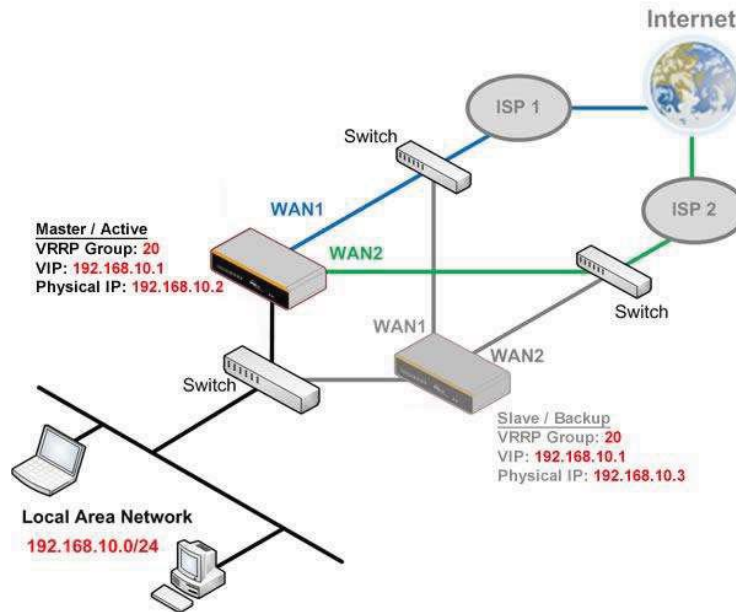 Internet
ISP 1
Switch
WAN1
Master / Active
VRRP Group: 20
VIP: 192.168.10.1
Physical IP: 192.168.10.2
WAN2
ISP 2
Switch
WAN1
WAN2
Switch
Slave / Backup
VRRP Group: 20
VIP: 192.168.10.1
Physical IP: 192.168.10.3
Local Area Network
192.168.10.0/24